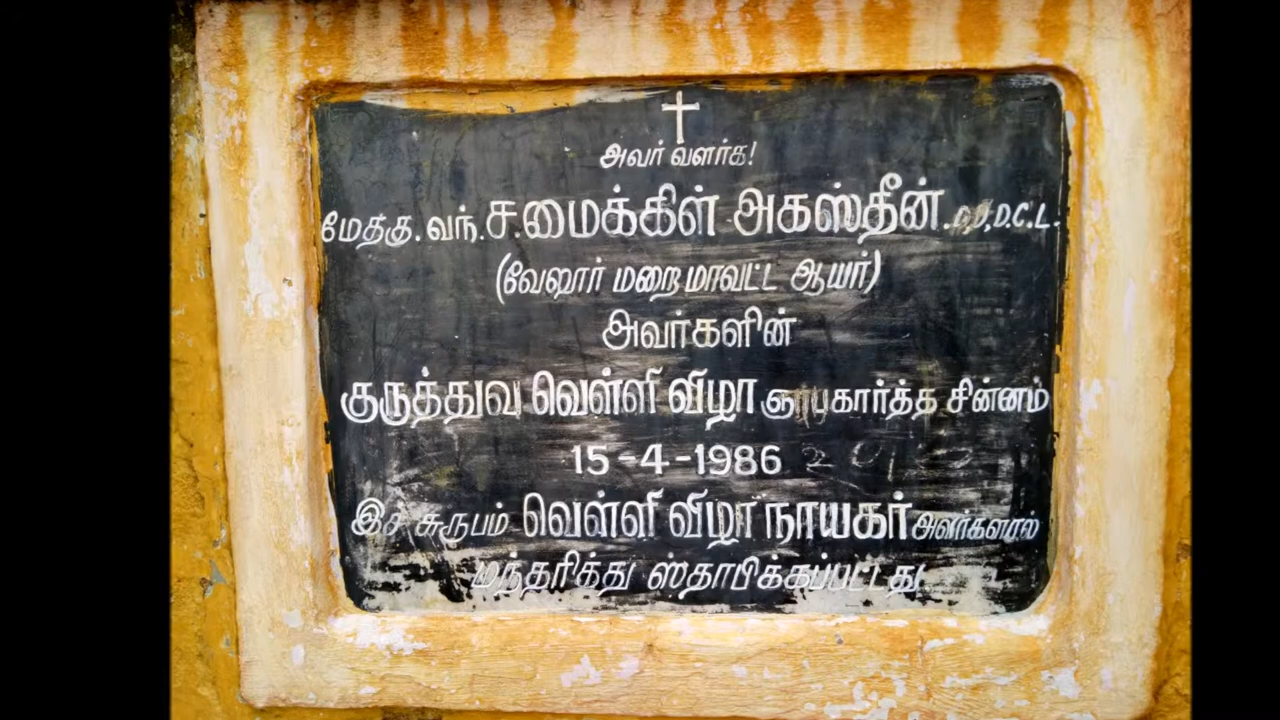 அவர் வளர்க!
மேதகு. வந். ச.மைக்கிள் அகஸ்தீன். D.D,D.C.L.
(வேலூர் மறைமாவட்ட ஆயர்)
அவர்களின்
குருத்துவ வெள்ளி விழா ஞாபகார்த்த சின்னம்
15-4-1986
இச் சுரூபம் வெள்ளி விழா நாயகர் அவர்களால்
மந்தரித்து ஸ்தாபிக்கப்பட்டது